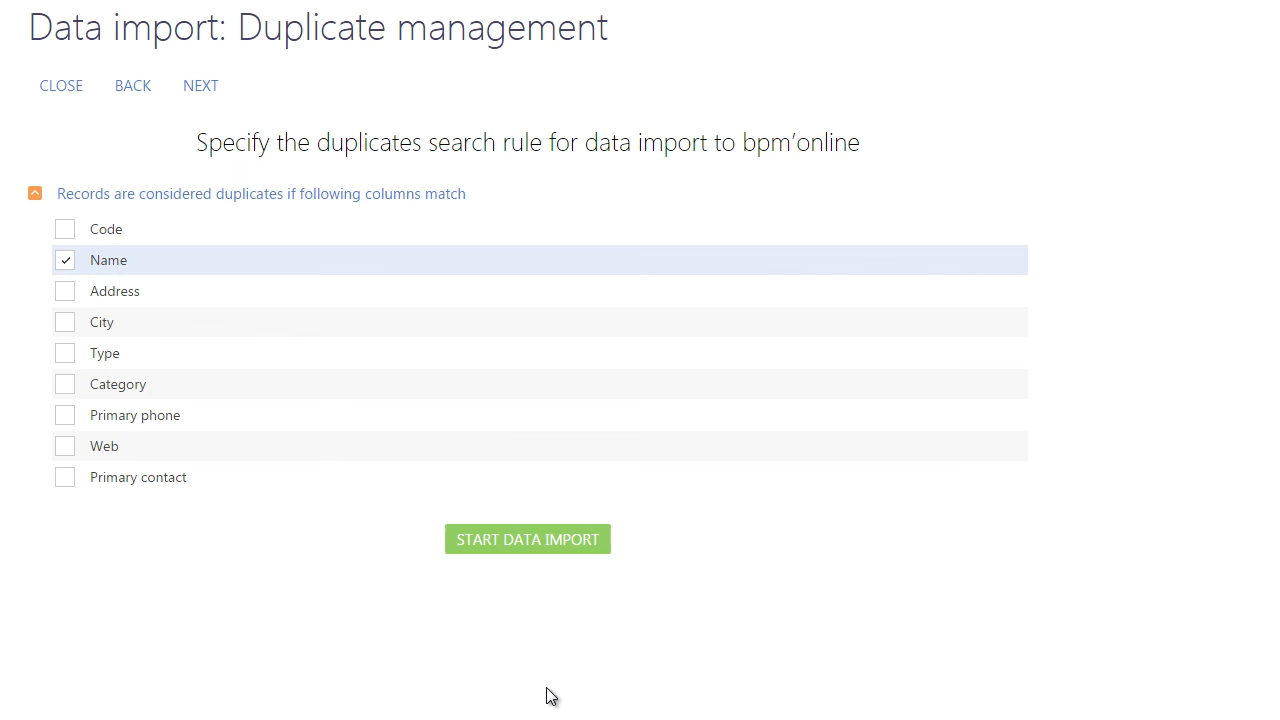 Data import: Duplicate management
CLOSE BACK NEXT
Specify the duplicates search rule for data import to bpm’online
Records are considered duplicates if following columns match
Code
Name
Address
City
Type
Category
Primary phone
Web
Primary contact
START DATA IMPORT